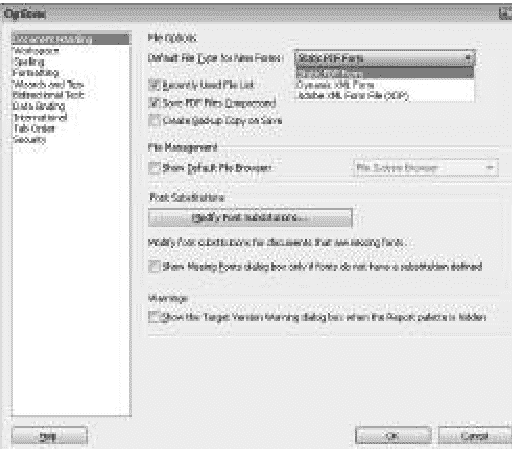 Options
Document Handling
Workspace
Spelling
Formatting
Wizards and Tips
Bidirectional Text
Data Binding
International
Tab Order
Security
File Options
Default File Type for New Forms:
Static PDF Form
Static PDF Form
Dynamic XML Form
Adobe XML Form File (XDP)
Recently Used File List
Save PDF Files Compressed
Create Backup Copy on Save
File Management
Show Default File Browser
File System Browser
Font Substitutions
Modify Font Substitutions...
Modify font substitutions for documents that are missing fonts.
Show Missing Fonts dialog box only if fonts do not have a substitution defined
Warnings
Show the Target Version Warning dialog box when the Report palette is hidden
Help
OK
Cancel